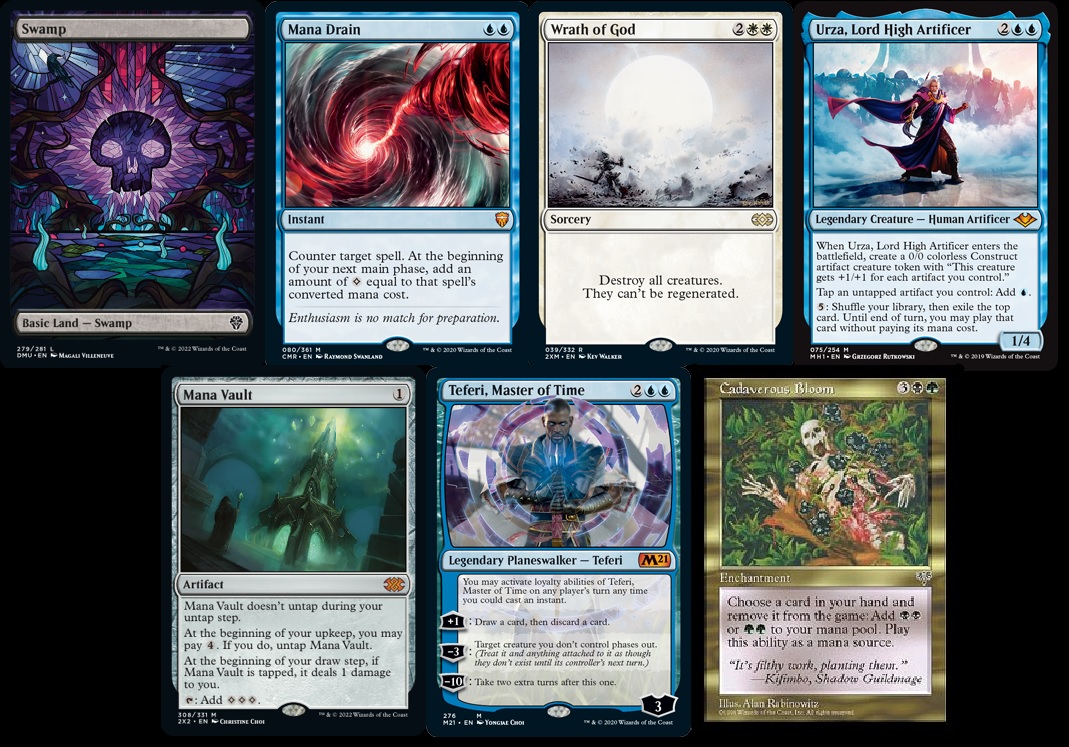 Swamp
Basic Land — Swamp
279/281 L
DMU • EN Magali Villeneuve
™ & © 2022 Wizards of the Coast
Mana Drain
Instant
Counter target spell. At the beginning
of your next main phase, add an
amount of equal to that spell's
converted mana cost.
Enthusiasm is no match for preparation.
080/361 M
CMR • EN Raymond Swanland
™ & © 2020 Wizards of the Coast
Wrath of God 2
Sorcery
Destroy all creatures.
They can't be regenerated.
039/332 R
2XM • EN Kev Walker
™ & © 2020 Wizards of the Coast
Urza, Lord High Artificer 2
Legendary Creature — Human Artificer
When Urza, Lord High Artificer enters the
battlefield, create a 0/0 colorless Construct
artifact creature token with "This creature
gets +1/+1 for each artifact you control."
Tap an untapped artifact you control: Add .
5: Shuffle your library, then exile the top
card. Until end of turn, you may play that
card without paying its mana cost.
1/4
075/254 M
MH1 • EN Grzegorz Rutkowski
™ & © 2019 Wizards of the Coast
Mana Vault 1
Artifact
Mana Vault doesn't untap during your
untap step.
At the beginning of your upkeep, you may
pay 4. If you do, untap Mana Vault.
At the beginning of your draw step, if
Mana Vault is tapped, it deals 1 damage
to you.
: Add .
308/331 M
2X2 • EN Christine Choi
™ & © 2022 Wizards of the Coast
Teferi, Master of Time 2
Legendary Planeswalker — Teferi M21
You may activate loyalty abilities of Teferi,
Master of Time on any player's turn any time
you could cast an instant.
+1: Draw a card, then discard a card.
-3: Target creature you don't control phases out.
(Treat it and anything attached to it as though
they don't exist until its controller's next turn.)
-10: Take two extra turns after this one.
3
276 M
M21 • EN Yongjae Choi
™ & © 2020 Wizards of the Coast
Cadaverous Bloom 3
Enchantment
Choose a card in your hand and
remove it from the game: Add
or to your mana pool. Play
this ability as a mana source.
"It's filthy work, planting them."
—Kifimbo, Shadow Guildmage
Illus. Alan Rabinowitz
©1996 Wizards of the Coast, Inc. All rights reserved.